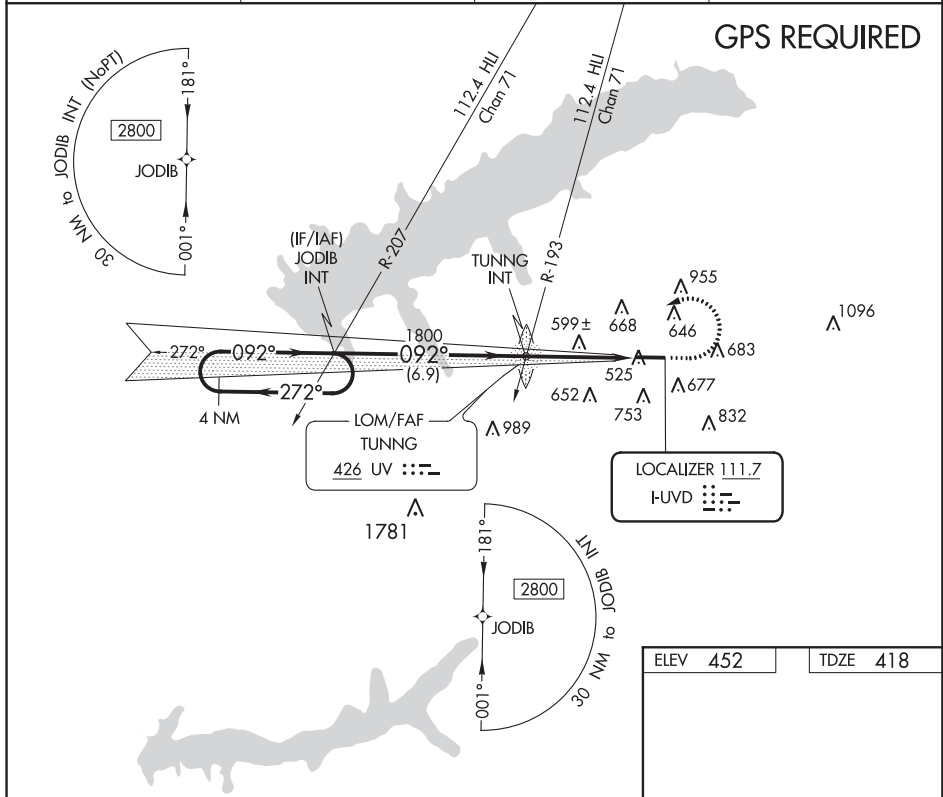 GPS REQUIRED
30 NM to JODIB INT (NoPT)
181°
2800
JODIB
001°
112.4 HLI
Chan 71
112.4 HLI
Chan 71
R-207
R-193
(IF/IAF)
JODIB
INT
TUNNG
INT
955
1096
668
646
599±
683
1800
272°
092°
092°
(6.9)
525
272°
652
753
677
4 NM
989
832
LOM/FAF
TUNNG
426 UV
LOCALIZER 111.7
I-UVD
1781
181°
2800
JODIB
001°
30 NM to JODIB INT
ELEV 452
TDZE 418